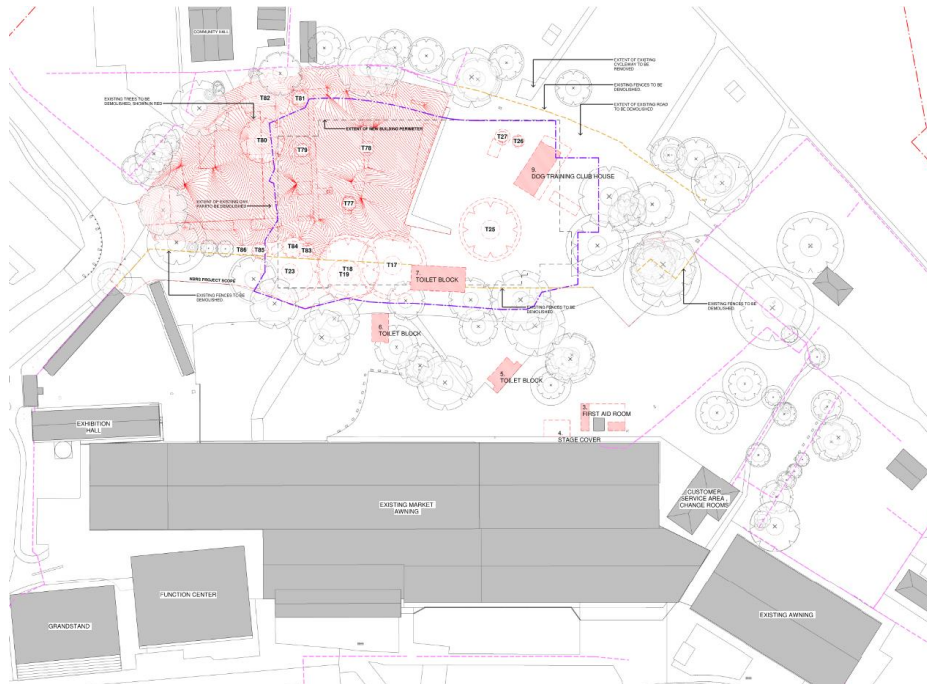 COMMUNITY HALL
EXISTING TREES TO BE
DEMOLISHED, SHOWN IN RED
T82
T81
EXTENT OF EXISTING
CYCLEWAY TO BE
REMOVED
EXISTING FENCES TO BE
DEMOLISHED.
EXTENT OF EXISTING ROAD
TO BE DEMOLISHED
EXTENT OF NEW BUILDING PERIMETER
T80
T79
T78
T27
T26
9.
DOG TRAINING CLUB HOUSE
T77
T25
T86
T85
T84
T83
T23
T18
T19
T17
7.
TOILET BLOCK
EXISTING FENCES TO BE
DEMOLISHED
EXISTING FENCES TO BE
DEMOLISHED
EXISTING FENCES TO BE
DEMOLISHED
6.
TOILET BLOCK
5.
TOILET BLOCK
3.
FIRST AID ROOM
4.
STAGE COVER
EXHIBITION
HALL
EXISTING MARKET
AWNING
CUSTOMER
SERVICE AREA,
CHANGE ROOMS
FUNCTION CENTER
GRANDSTAND
EXISTING AWNING